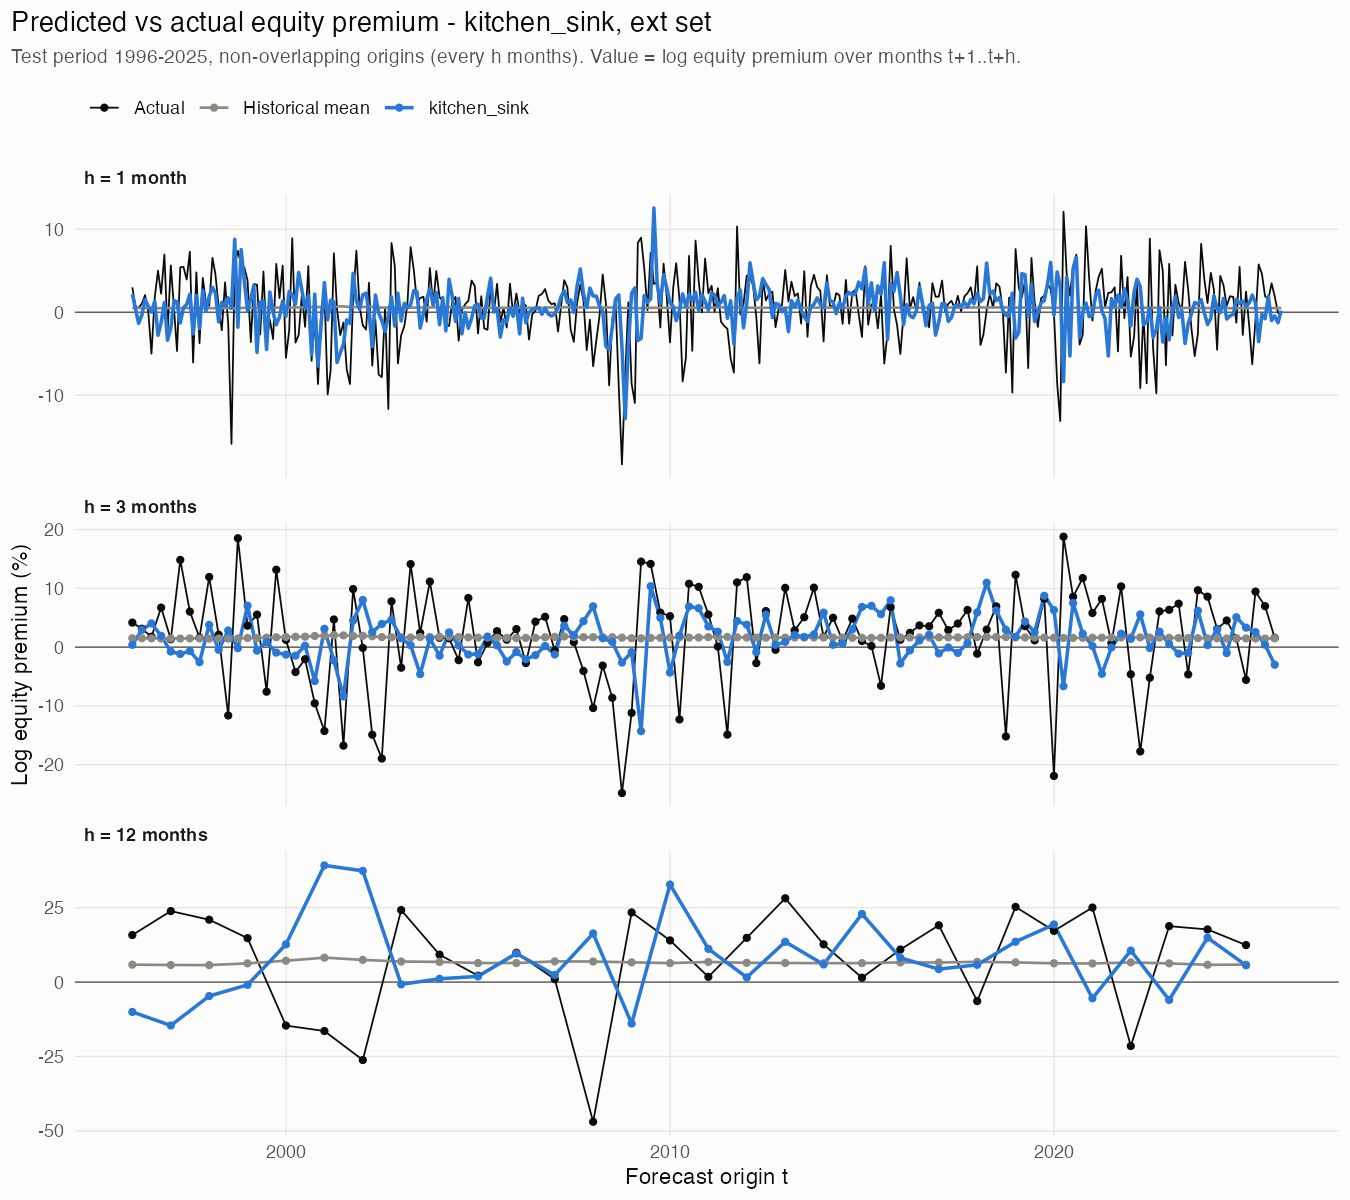 Predicted vs actual equity premium - kitchen_sink, ext set
Test period 1996-2025, non-overlapping origins (every h months). Value = log equity premium over months t+1..t+h.
Actual Historical mean kitchen_sink
h = 1 month
10
0
-10
h = 3 months
20
10
0
-10
-20
h = 12 months
25
0
-25
-50
Log equity premium (%)
2000 2010 2020
Forecast origin t